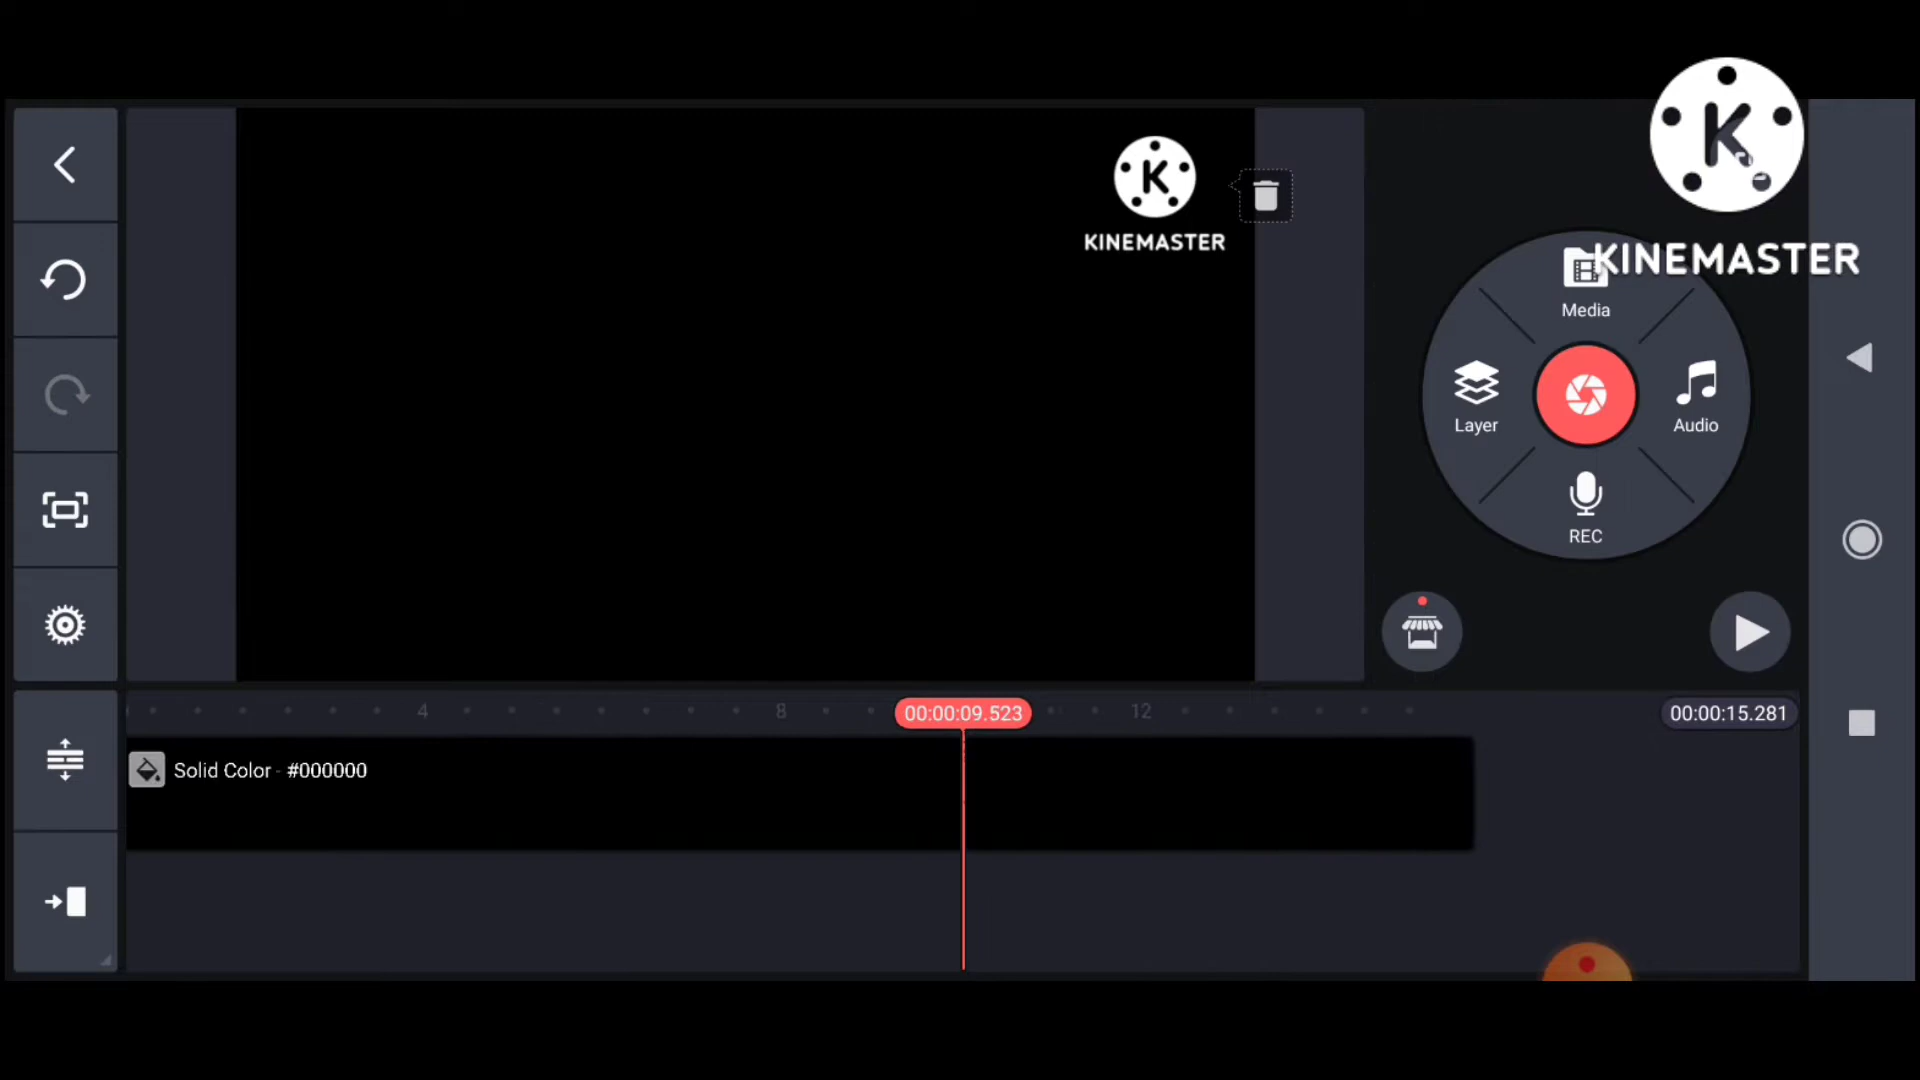 K
KINEMASTER
K
KINEMASTER
Media
Layer
Audio
REC
4
8
00:00:09.523
12
00:00:15.281
Solid Color - #000000